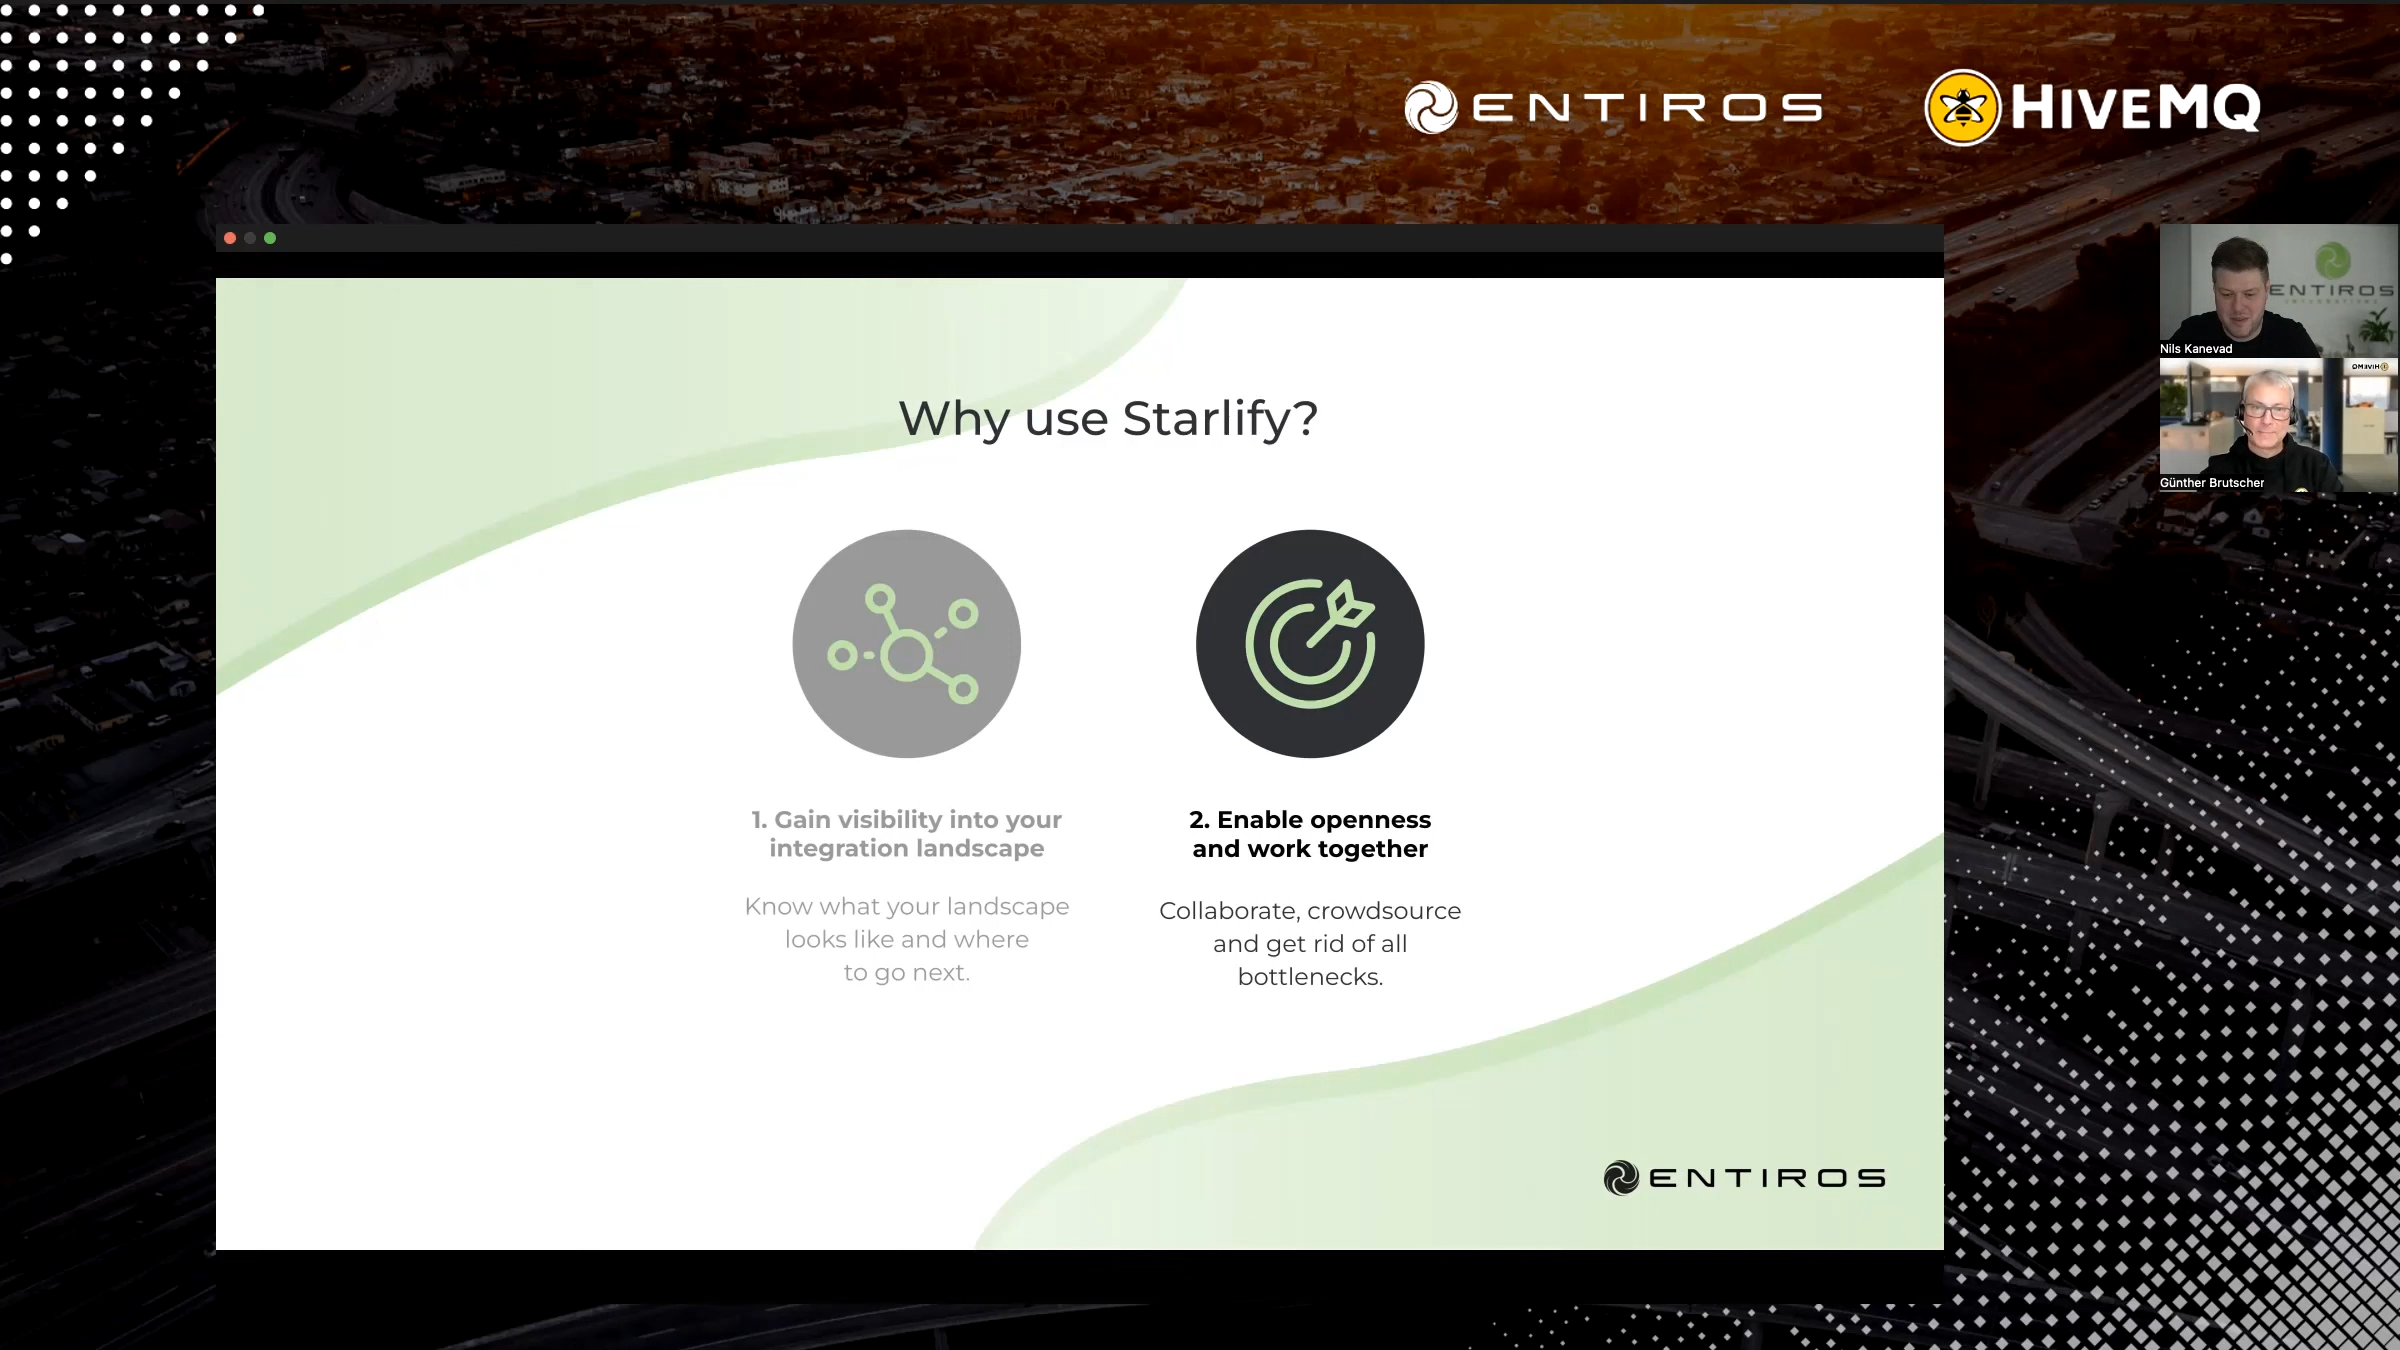 ENTIROS
HIVEMQ
ENTIROS
Nils Kanevad
HIVEMQ
Günther Brutscher
Why use Starlify?
1. Gain visibility into your
integration landscape
Know what your landscape
looks like and where
to go next.
2. Enable openness
and work together
Collaborate, crowdsource
and get rid of all
bottlenecks.
ENTIROS